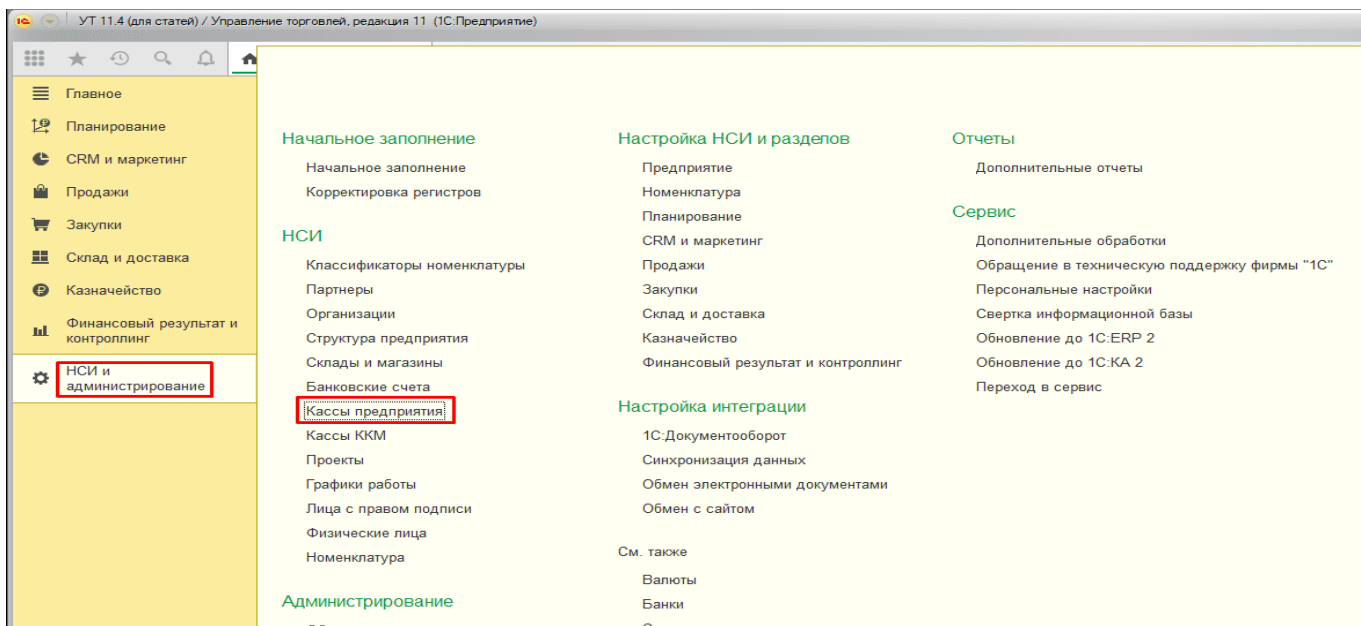 1С УТ 11.4 (для статей) / Управление торговлей, редакция 11 (1С:Предприятие)
Главное
Планирование
CRM и маркетинг
Продажи
Закупки
Склад и доставка
Казначейство
Финансовый результат и
контроллинг
НСИ и
администрирование
Начальное заполнение
Начальное заполнение
Корректировка регистров
НСИ
Классификаторы номенклатуры
Партнеры
Организации
Структура предприятия
Склады и магазины
Банковские счета
Кассы предприятия
Кассы ККМ
Проекты
Графики работы
Лица с правом подписи
Физические лица
Номенклатура
Администрирование
Настройка НСИ и разделов
Предприятие
Номенклатура
Планирование
CRM и маркетинг
Продажи
Закупки
Склад и доставка
Казначейство
Финансовый результат и контроллинг
Настройка интеграции
1С:Документооборот
Синхронизация данных
Обмен электронными документами
Обмен с сайтом
См. также
Валюты
Банки
Отчеты
Дополнительные отчеты
Сервис
Дополнительные обработки
Обращение в техническую поддержку фирмы "1С"
Персональные настройки
Свертка информационной базы
Обновление до 1С:ERP 2
Обновление до 1С:КА 2
Переход в сервис